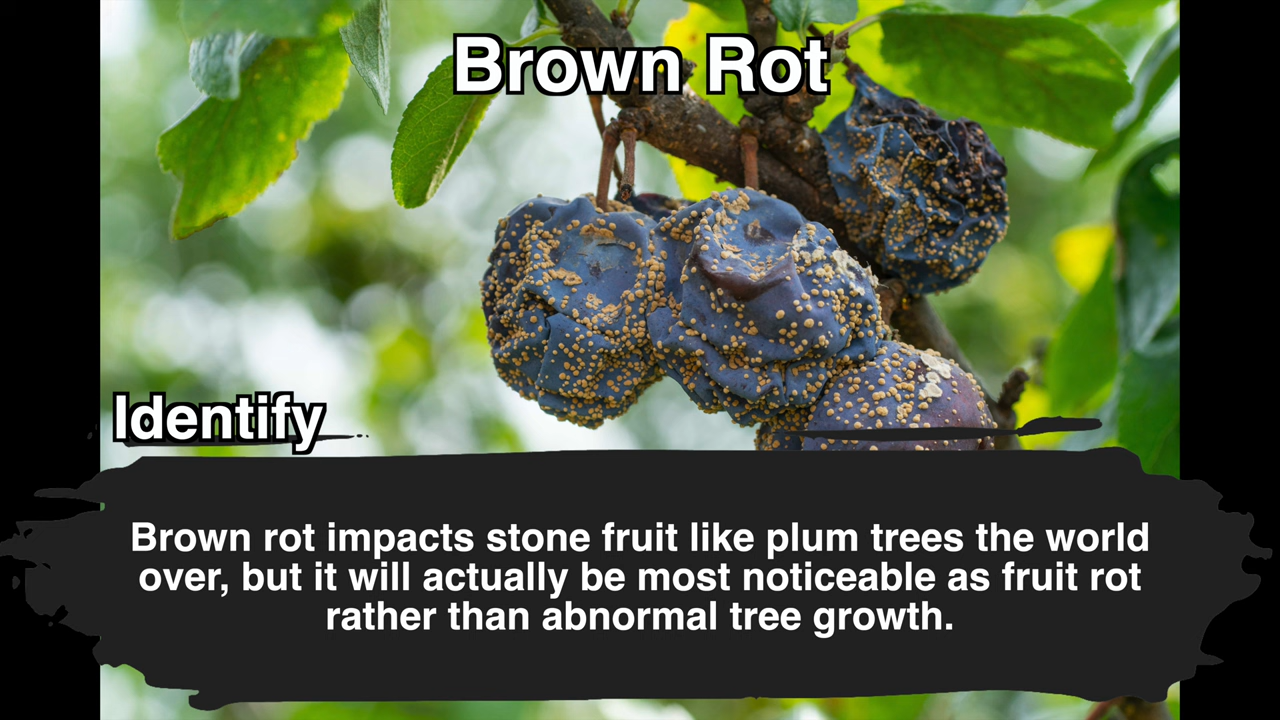 Brown Rot
Identify
Brown rot impacts stone fruit like plum trees the world
over, but it will actually be most noticeable as fruit rot
rather than abnormal tree growth.